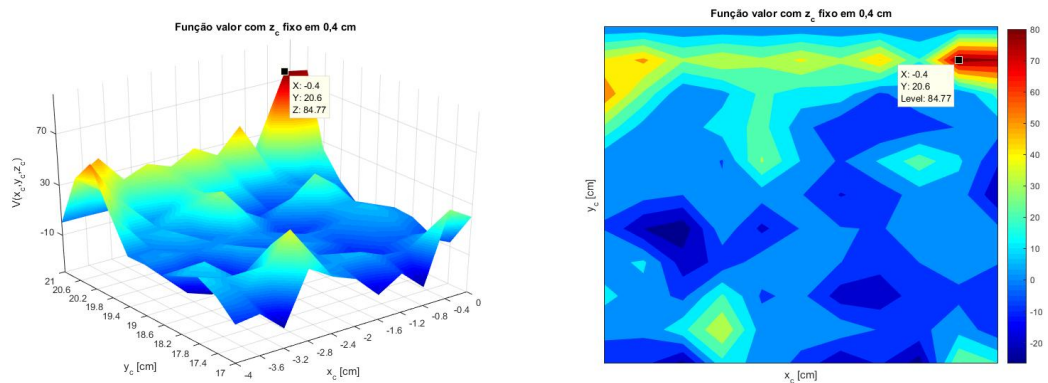 Função valor com z_c fixo em 0,4 cm
X: -0.4
Y: 20.6
Z: 84.77
70
30
-10
V(x_c,y_c,z_c)
21
20.6
20.2
19.8
19.4
19
18.6
18.2
17.8
17.4
17
y_c [cm]
-4
-3.6
-3.2
-2.8
-2.4
-2
-1.6
-1.2
-0.8
-0.4
0
x_c [cm]
Função valor com z_c fixo em 0,4 cm
X: -0.4
Y: 20.6
Level: 84.77
y_c [cm]
x_c [cm]
80
70
60
50
40
30
20
10
0
-10
-20